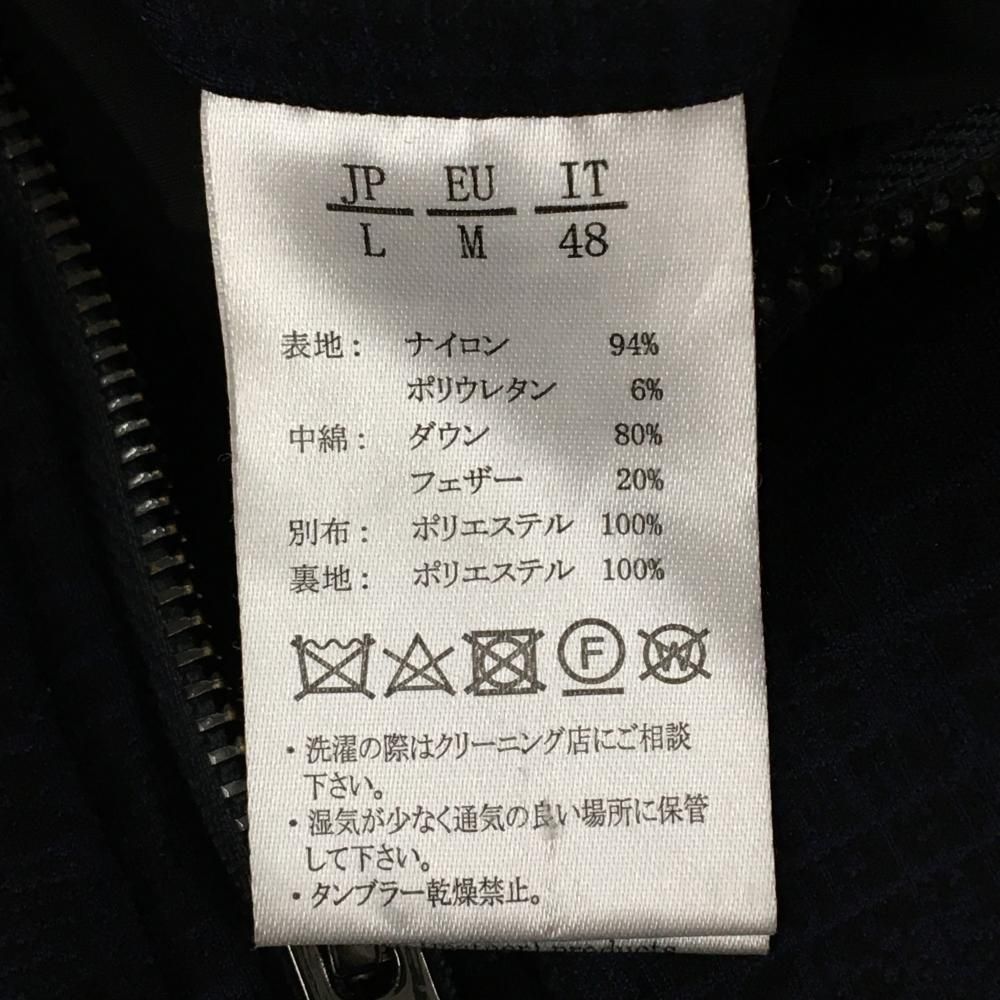 JP EU IT
L M 48
表地： ナイロン 94%
ポリウレタン 6%
中綿： ダウン 80%
フェザー 20%
別布： ポリエステル 100%
裏地： ポリエステル 100%
F W
・洗濯の際はクリーニング店にご相談
下さい。
・湿気が少なく通気の良い場所に保管
して下さい。
・タンブラー乾燥禁止。
products